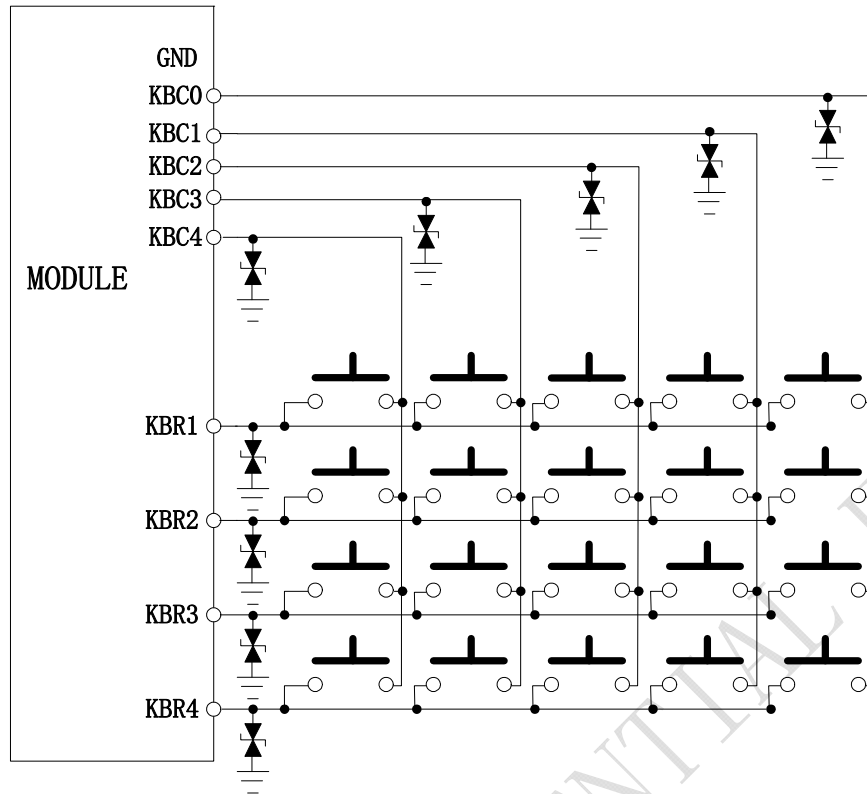 GND
KBC0
KBC1
KBC2
KBC3
KBC4
MODULE
KBR1
KBR2
KBR3
KBR4